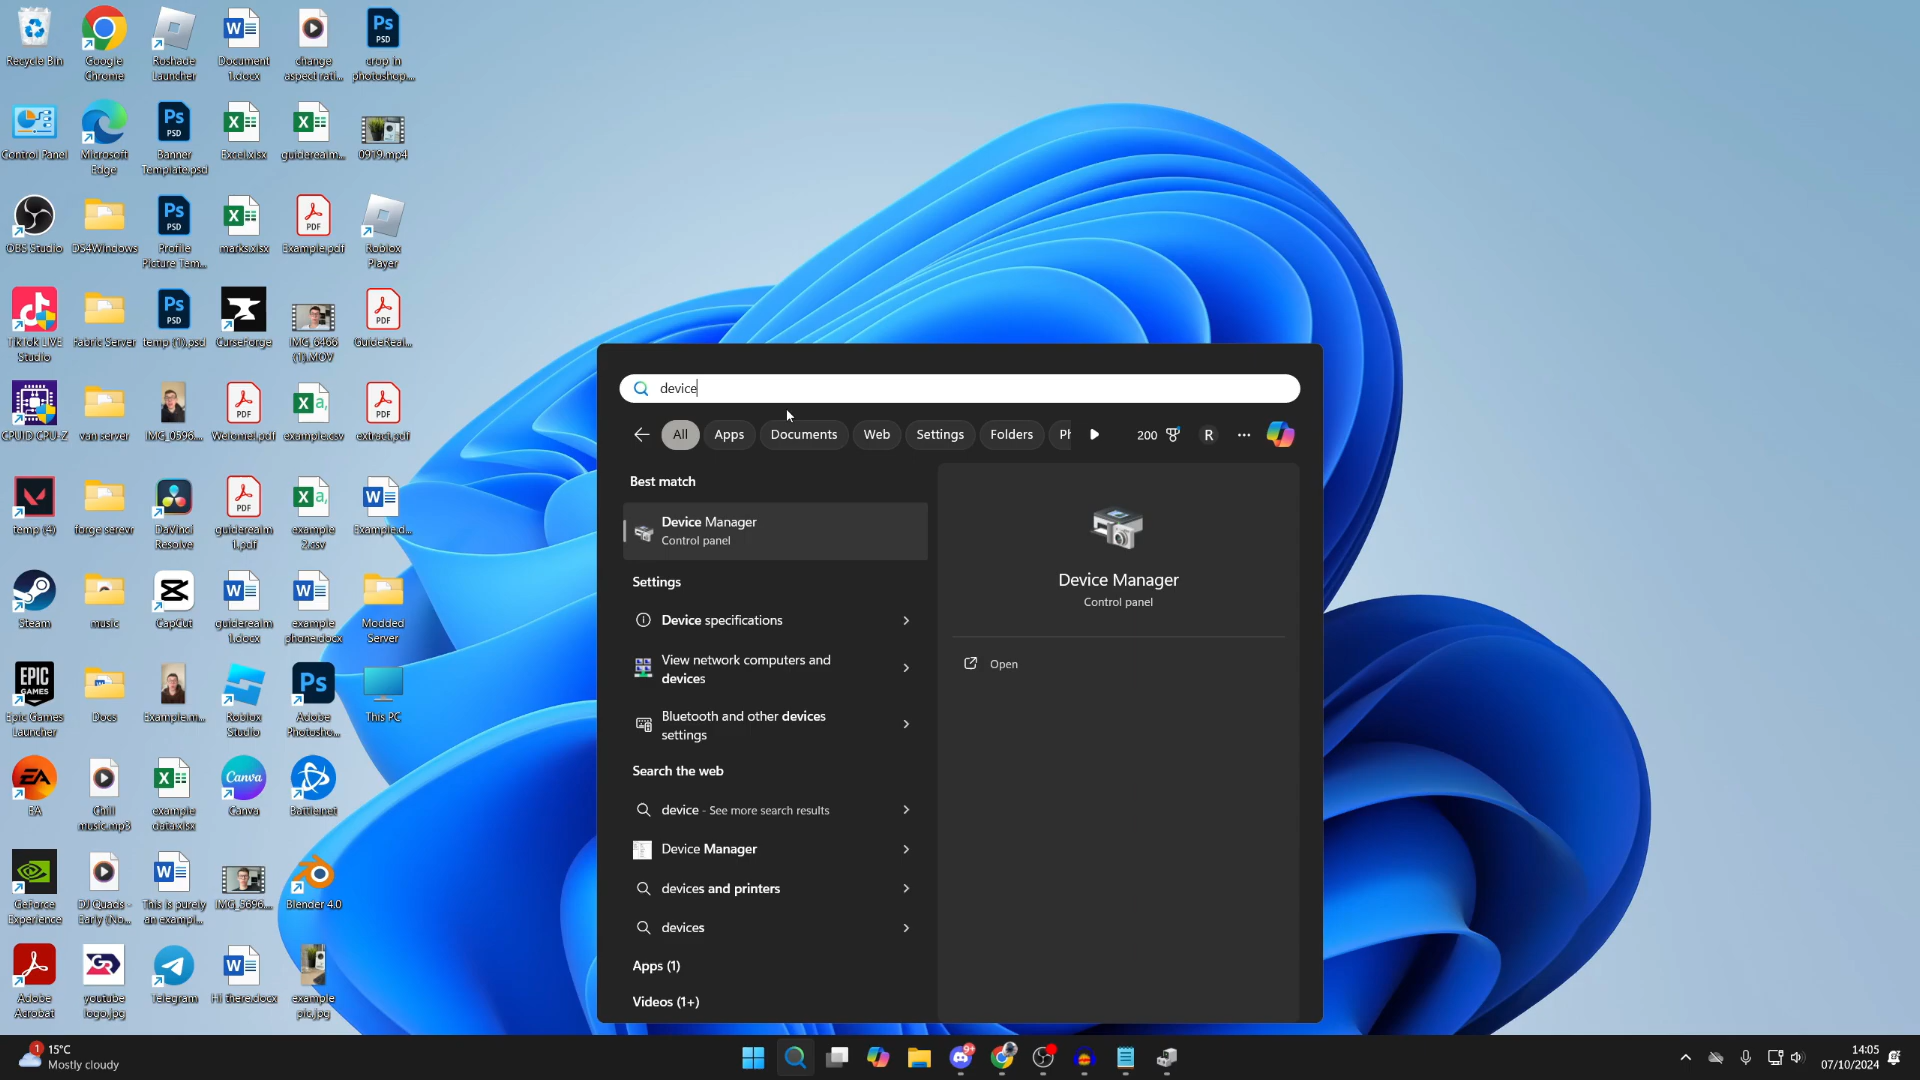 Recycle Bin
Google
Chrome
Roshade
Launcher
Document
1.docx
change
aspect rati...
crop in
photoshop....
PSD
Control Panel
Microsoft
Edge
Banner
Template.psd
Excel.xlsx
guiderealm...
0919.mp4
OBS Studio
DS4Windows
Profile
Picture Tem...
marks.xlsx
Example.pdf
Roblox
Player
TikTok LIVE
Studio
Fabric Server
temp (1).psd
CurseForge
IMG_6466
(1).MOV
GuideReal...
CPUID CPU-Z
van server
IMG_0596...
Welome1.pdf
example.csv
extract.pdf
temp (4)
forge serevr
DaVinci
Resolve
guiderealm
1.pdf
example
2.csv
Example.d...
Steam
music
CapCut
guiderealm
1.docx
example
phone.docx
Modded
Server
Epic Games
Launcher
Docs
Example.m...
Roblox
Studio
Adobe
Photosho...
This PC
EA
Chill
music.mp3
example
data.xlsx
Canva
Battle.net
GeForce
Experience
DJ Quads -
Early (No...
This is purely
an exampl...
IMG_3696....
Blender 4.0
Adobe
Acrobat
youtube
logo.jpg
Telegram
Hi there.docx
example
pic.jpg
device
All
Apps
Documents
Web
Settings
Folders
Ph
200
R
Best match
Device Manager
Control panel
Settings
Device specifications
View network computers and
devices
Bluetooth and other devices
settings
Search the web
device - See more search results
Device Manager
devices and printers
devices
Apps (1)
Videos (1+)
Device Manager
Control panel
Open
1
15°C
Mostly cloudy
9+
14:05
07/10/2024